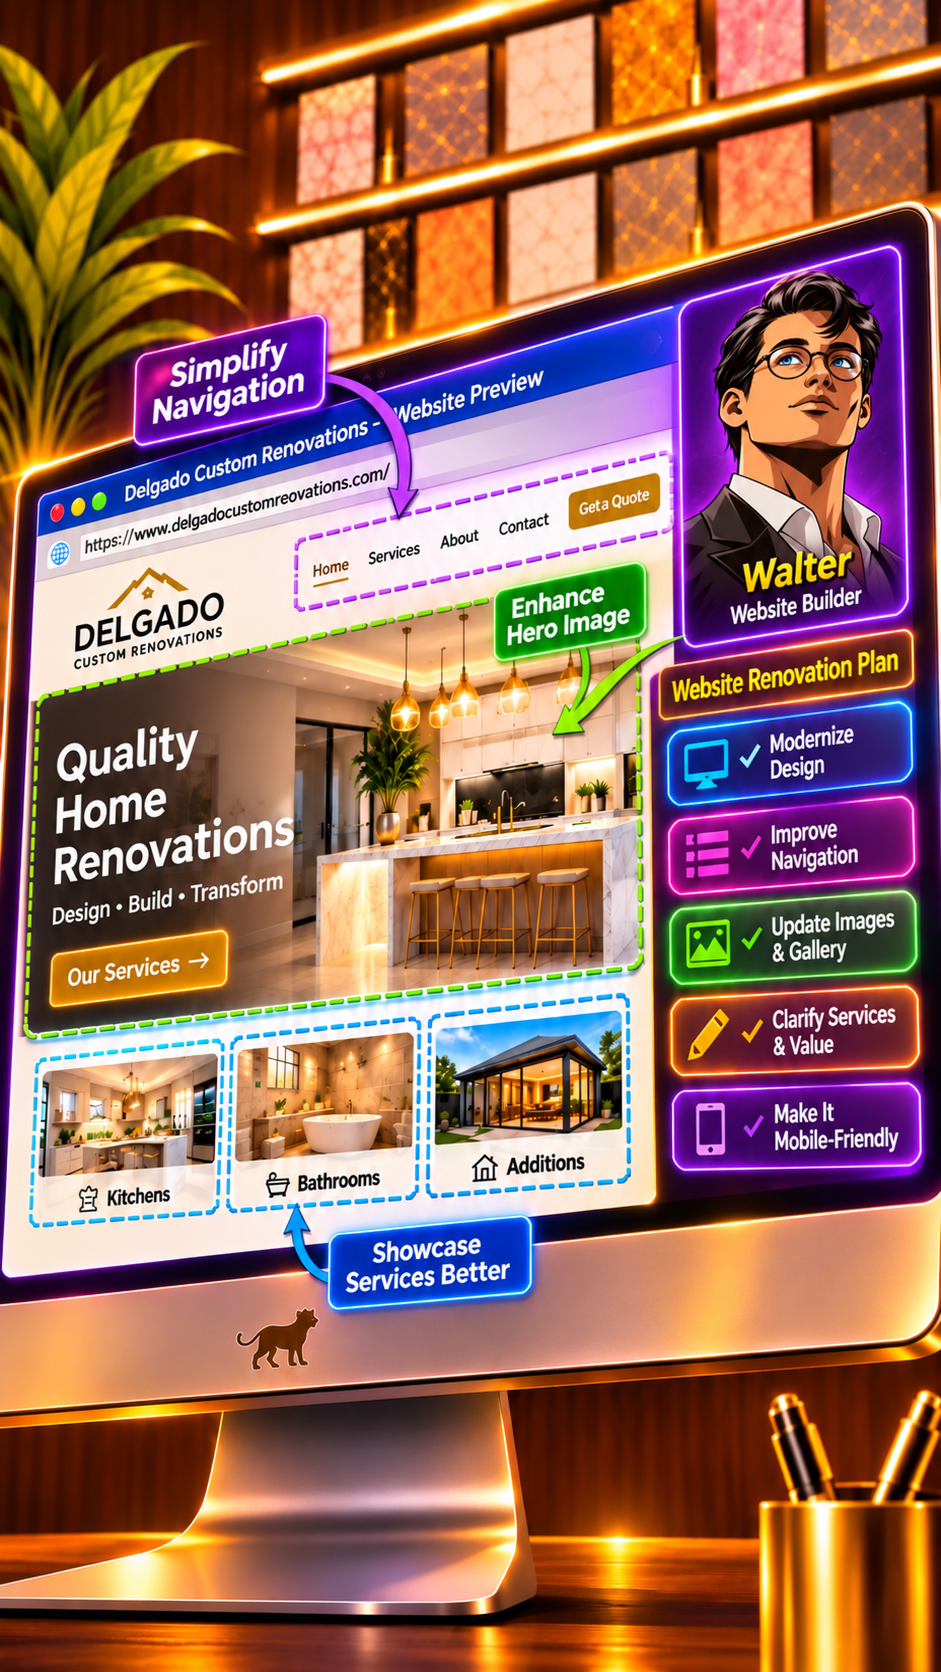 Simplify
Navigation
Delgado Custom Renovations - Website Preview
https://www.delgadocustomreovations.com/
Home
Services
About
Contact
Get a Quote
DELGADO
CUSTOM RENOVATIONS
Enhance
Hero Image
Quality
Home
Renovations
Design • Build • Transform
Our Services →
Kitchens
Bathrooms
Additions
Showcase
Services Better
Walter
Website Builder
Website Renovation Plan
Modernize
Design
Improve
Navigation
Update Images
& Gallery
Clarify Services
& Value
Make It
Mobile-Friendly